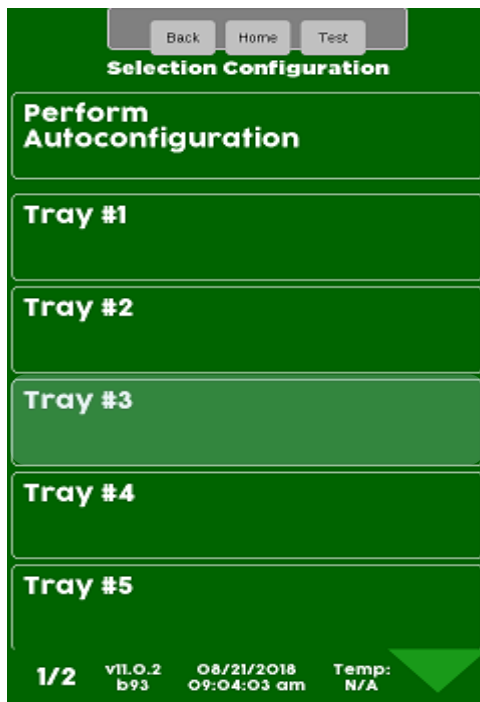 Back Home Test
Selection Configuration
Perform
Autoconfiguration
Tray #1
Tray #2
Tray #3
Tray #4
Tray #5
1/2 v11.0.2 08/21/2018 Temp:
b93 09:04:03 am N/A